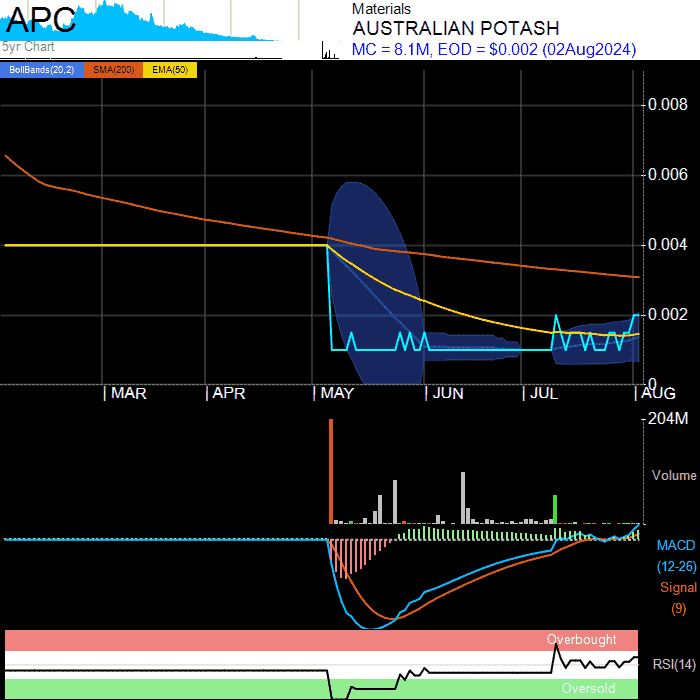 APC
5yr Chart
Materials
AUSTRALIAN POTASH
MC = 8.1M, EOD = $0.002 (02Aug2024)
BollBands(20,2) SMA(200) EMA(50)
0.008
0.006
0.004
0.002
0
MAR APR MAY JUN JUL AUG
204M
Volume
MACD
(12-26)
Signal
(9)
Overbought
RSI(14)
Oversold